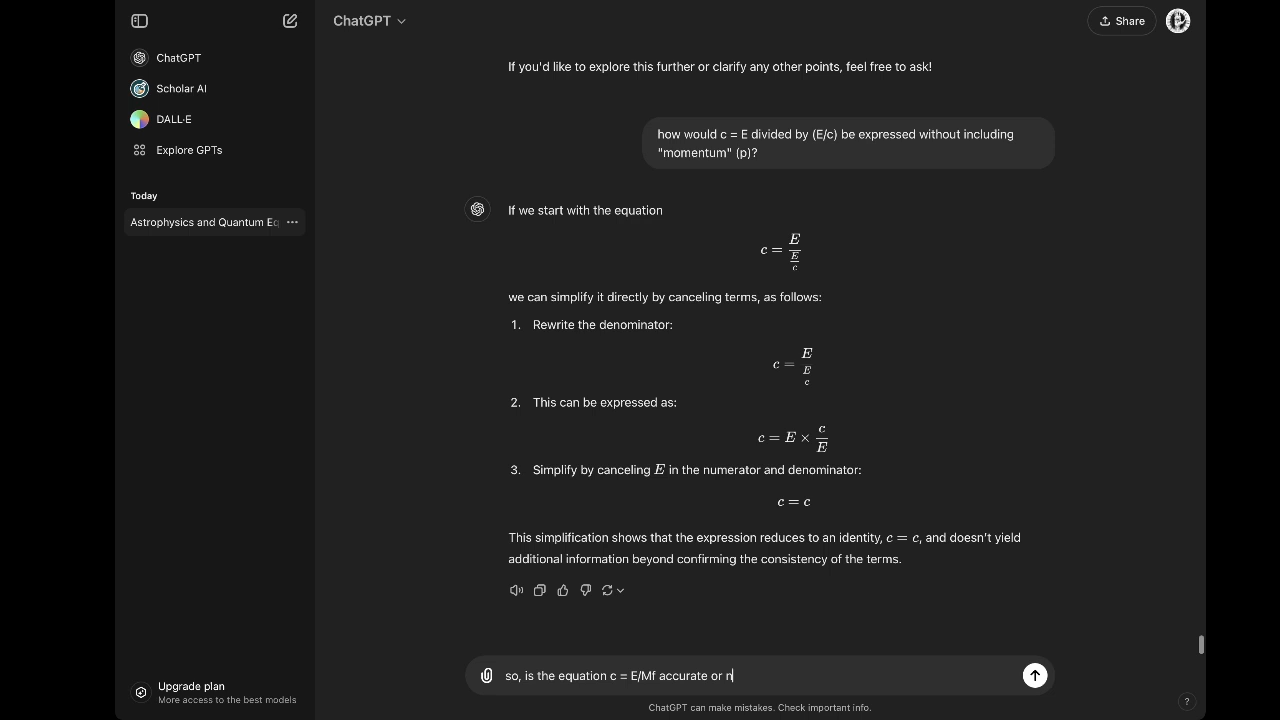 ChatGPT
Scholar AI
DALL·E
Explore GPTs
Today
Astrophysics and Quantum Eq
Upgrade plan
More access to the best models
ChatGPT
Share
If you'd like to explore this further or clarify any other points, feel free to ask!
how would c = E divided by (E/c) be expressed without including
"momentum" (p)?
If we start with the equation
c = E / (E/c)
we can simplify it directly by canceling terms, as follows:
1. Rewrite the denominator:
c = E / (E/c)
2. This can be expressed as:
c = E × c/E
3. Simplify by canceling E in the numerator and denominator:
c = c
This simplification shows that the expression reduces to an identity, c = c, and doesn't yield
additional information beyond confirming the consistency of the terms.
so, is the equation c = E/Mf accurate or n
ChatGPT can make mistakes. Check important info.
?